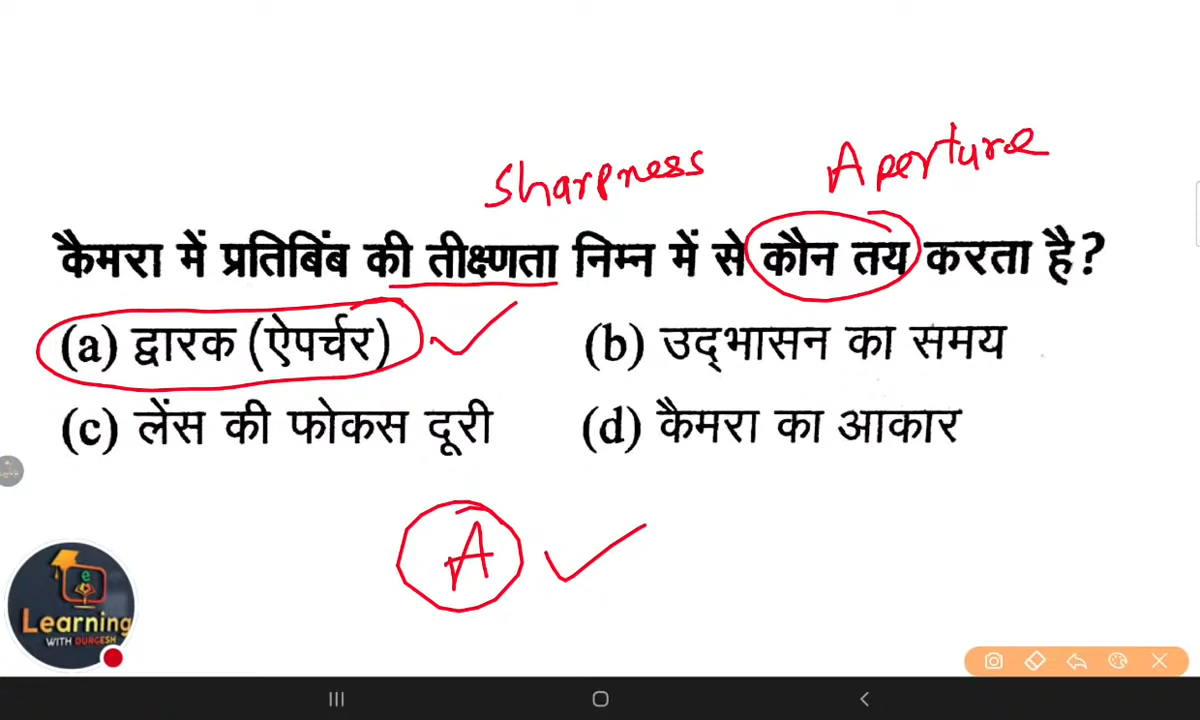 Sharpness Aperture
कैमरा में प्रतिबिंब की तीक्ष्णता निम्न में से कौन तय करता है?
(a) द्वारक (ऐपर्चर) (b) उद्भासन का समय
(c) लेंस की फोकस दूरी (d) कैमरा का आकार
A
e
Learning
WITH DURGESH